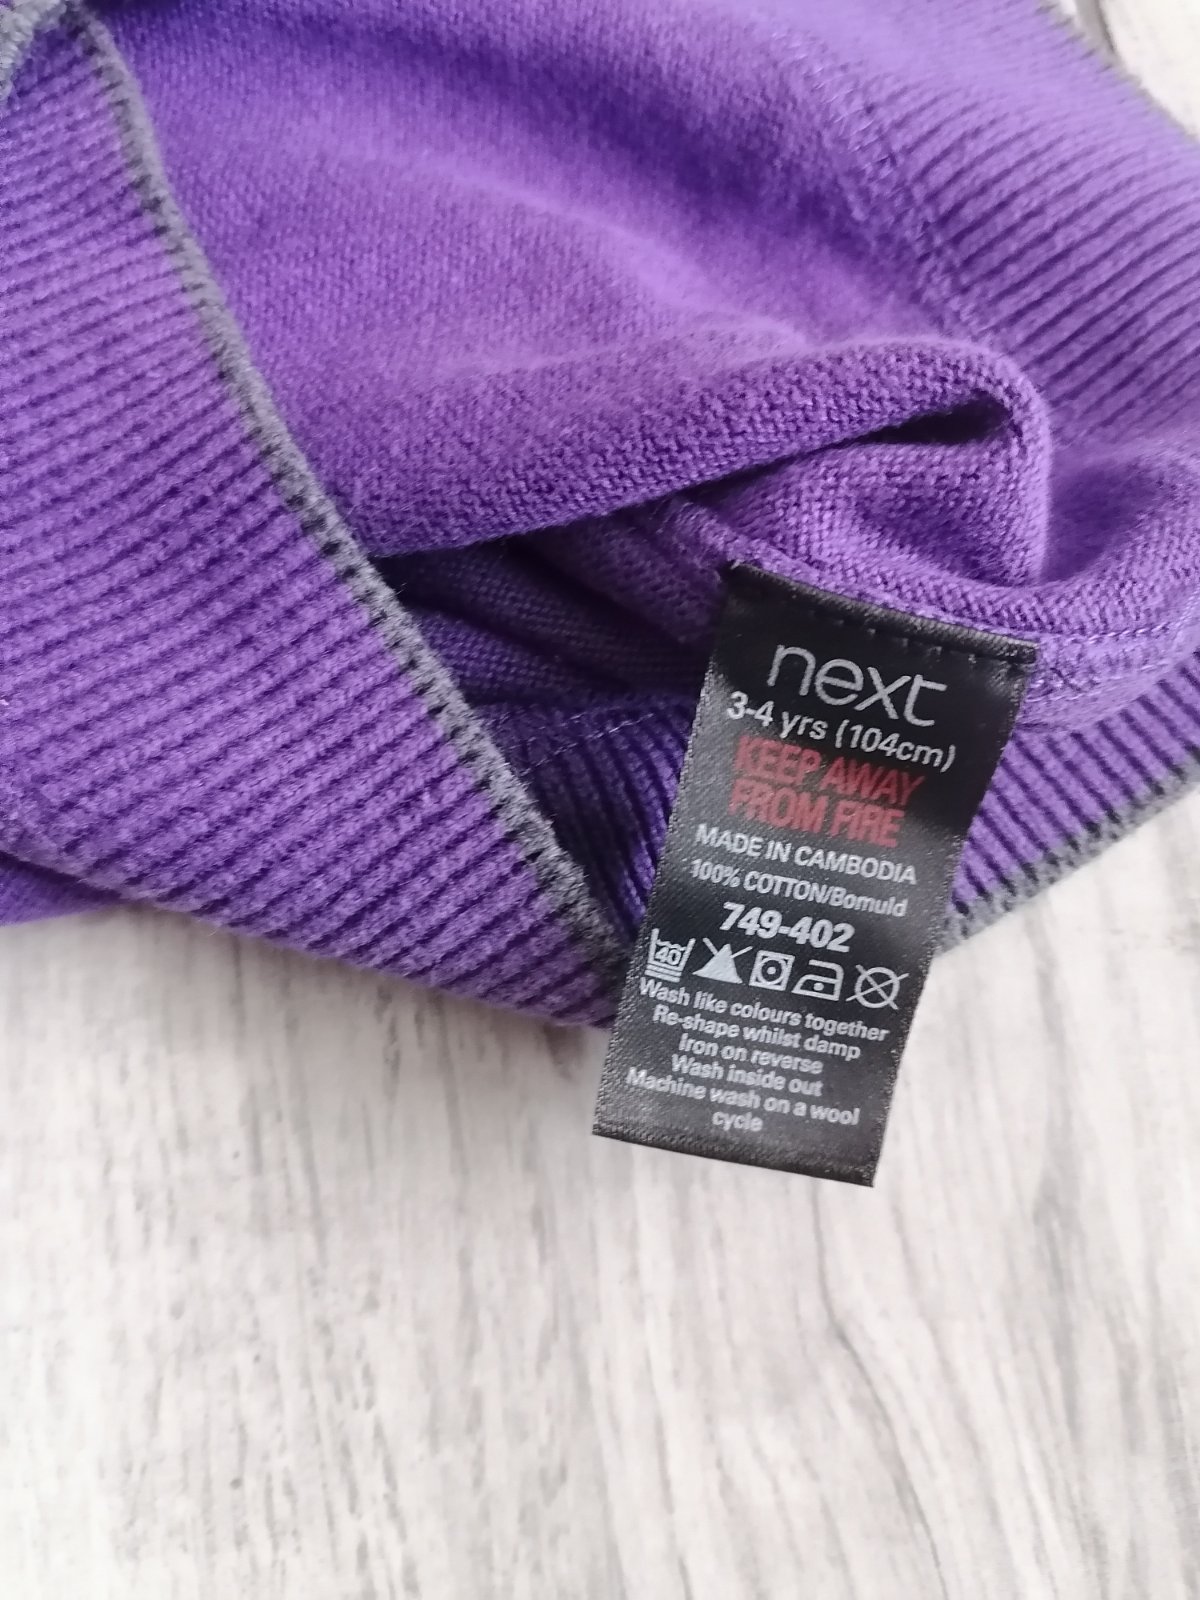 next
3-4 yrs (104cm)
KEEP AWAY
FROM FIRE
MADE IN CAMBODIA
100% COTTON/Bomuld
749-402
40
Wash like colours together
Re-shape whilst damp
Iron on reverse
Wash inside out
Machine wash on a wool
cycle